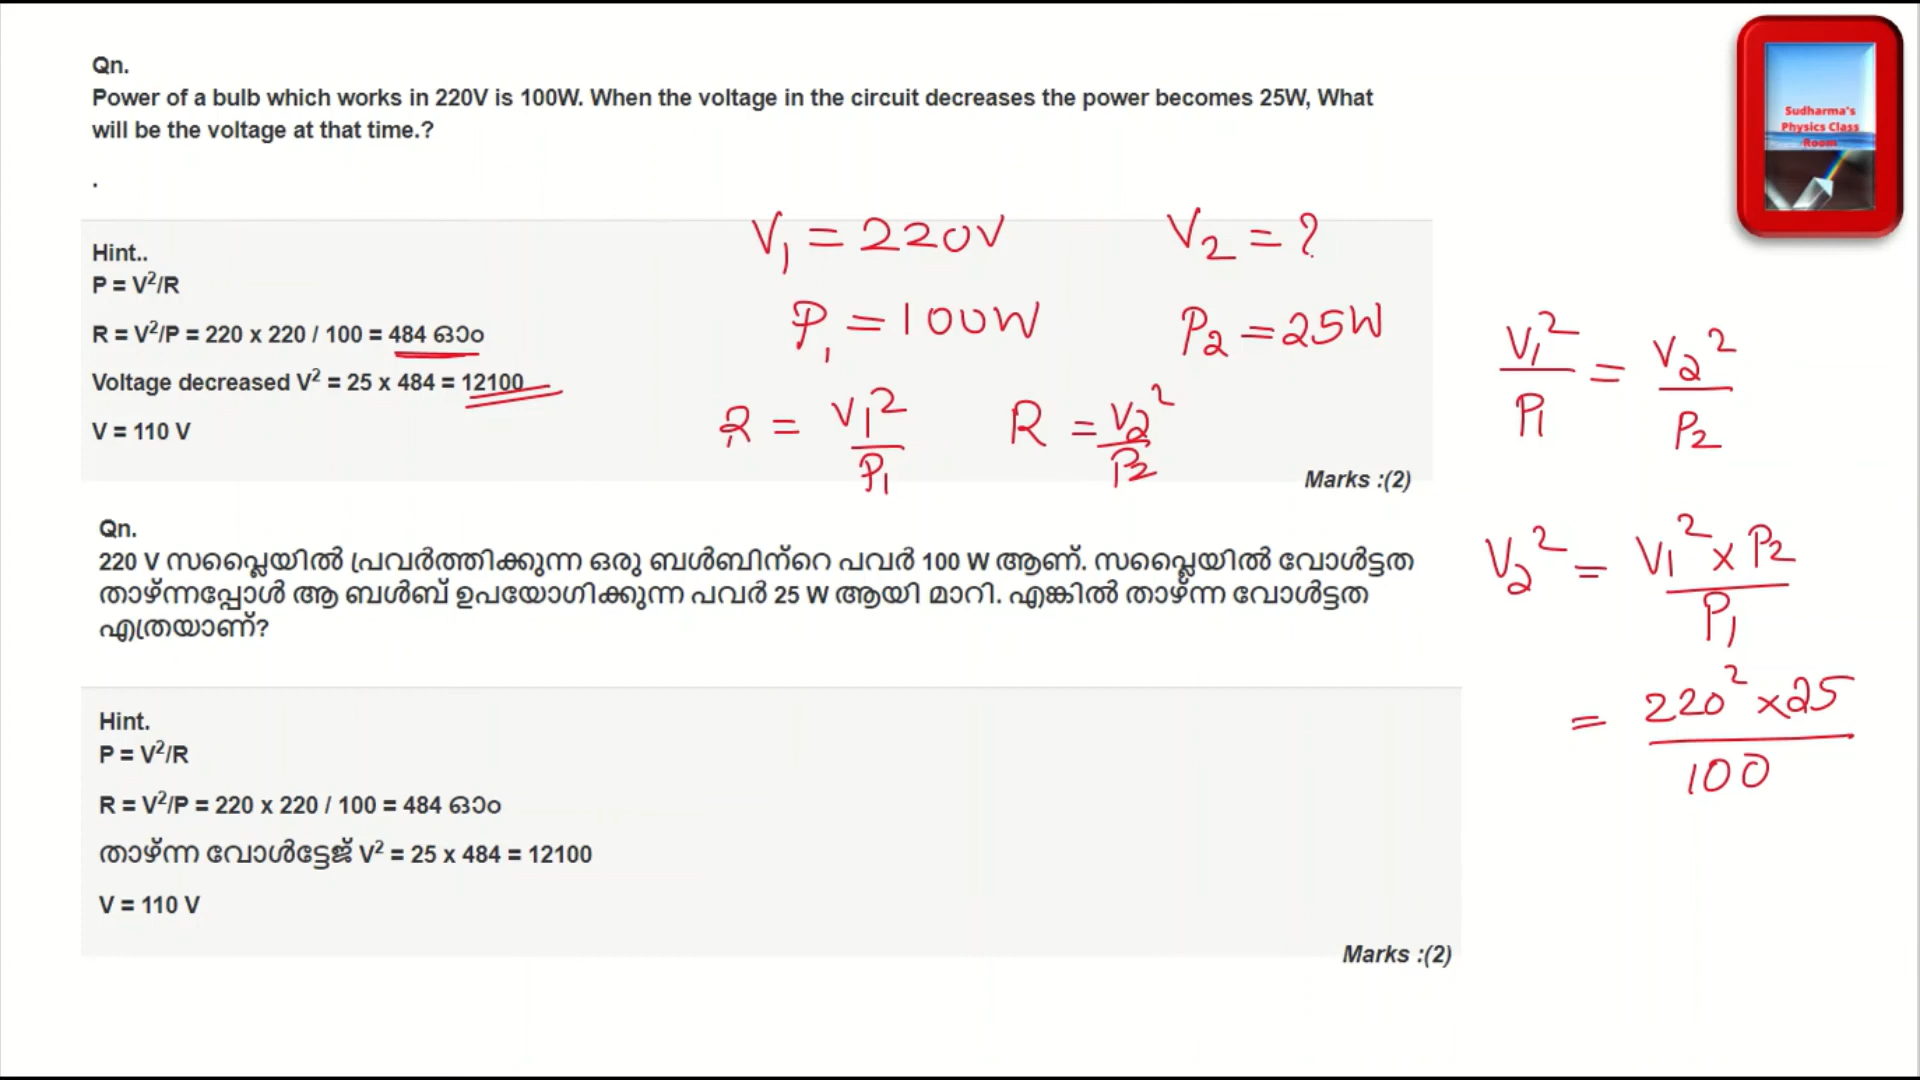 Qn.
Power of a bulb which works in 220V is 100W. When the voltage in the circuit decreases the power becomes 25W, What
will be the voltage at that time.?
.
Sudharma's
Physics Class
Room
Hint..
P = V²/R
R = V²/P = 220 x 220 / 100 = 484 ഓം
Voltage decreased V² = 25 x 484 = 12100
V = 110 V
V₁ = 220V
V₂ = ?
P₁ = 100W
P₂ = 25W
R = V₁²/P₁
R = V₂²/P₂
Marks :(2)
V₁²/P₁ = V₂²/P₂
V₂² = V₁² x P₂ / P₁
= 220² x 25 / 100
Qn.
220 V സപ്ലൈയിൽ പ്രവർത്തിക്കുന്ന ഒരു ബൾബിന്റെ പവർ 100 W ആണ്. സപ്ലൈയിൽ വോൾട്ടത
താഴ്ന്നപ്പോൾ ആ ബൾബ് ഉപയോഗിക്കുന്ന പവർ 25 W ആയി മാറി. എങ്കിൽ താഴ്ന്ന വോൾട്ടത
എത്രയാണ്?
Hint.
P = V²/R
R = V²/P = 220 x 220 / 100 = 484 ഓം
താഴ്ന്ന വോൾട്ടേജ് V² = 25 x 484 = 12100
V = 110 V
Marks :(2)